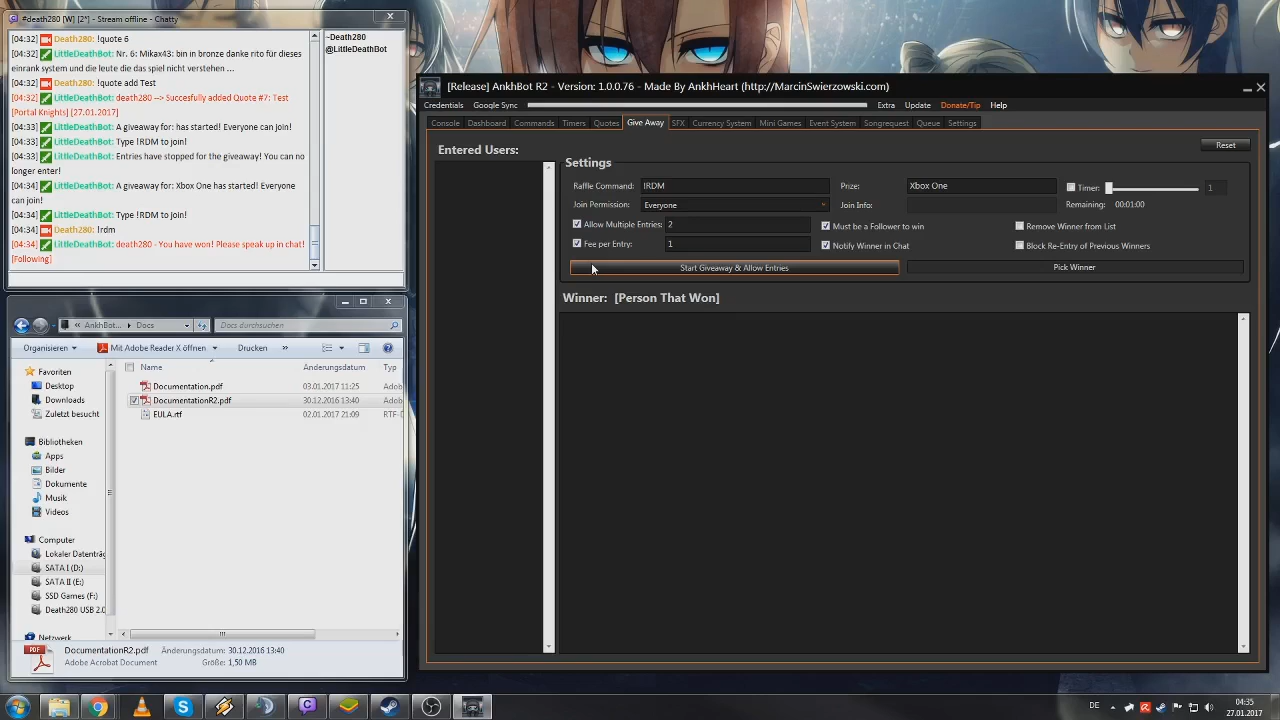 #death280 [W] [2*] - Stream offline - Chatty
[04:32] Death280: !quote 6
[04:32] LittleDeathBot: Nr. 6: Mikax43: bin in bronze danke rito für dieses
einrank system und die leute die das spiel nicht verstehen ...
[04:32] Death280: !quote add Test
[04:32] LittleDeathBot: death280 --> Succesfully added Quote #7: Test
[Portal Knights] [27.01.2017]
[04:33] LittleDeathBot: A giveaway for: has started! Everyone can join!
[04:33] LittleDeathBot: Type !RDM to join!
[04:33] LittleDeathBot: Entries have stopped for the giveaway! You can no
longer enter!
[04:34] LittleDeathBot: A giveaway for: Xbox One has started! Everyone
can join!
[04:34] LittleDeathBot: Type !RDM to join!
[04:34] Death280: !rdm
[04:34] LittleDeathBot: death280 - You have won! Please speak up in chat!
[Following]
~Death280
@LittleDeathBot
[Release] AnkhBot R2 - Version: 1.0.0.76 - Made By AnkhHeart (http://MarcinSwierzowski.com)
Credentials Google Sync Extra Update Donate/Tip Help
Console Dashboard Commands Timers Quotes Give Away SFX Currency System Mini Games Event System Songrequest Queue Settings
Entered Users:
Reset
Settings
Raffle Command: !RDM Prize: Xbox One Timer: 1
Join Permission: Everyone Join Info: Remaining: 00:01:00
Allow Multiple Entries: 2 Must be a Follower to win Remove Winner from List
Fee per Entry: 1 Notify Winner in Chat Block Re-Entry of Previous Winners
Start Giveaway & Allow Entries Pick Winner
Winner: [Person That Won]
« AnkhBot... ▸ Docs Docs durchsuchen
Organisieren Mit Adobe Reader X öffnen Drucken »
Name Änderungsdatum Typ
Documentation.pdf 03.01.2017 11:25 Adob
DocumentationR2.pdf 30.12.2016 13:40 Adob
EULA.rtf 02.01.2017 21:09 RTF-D
Favoriten
Desktop
Downloads
Zuletzt besucht
Bibliotheken
Apps
Bilder
Dokumente
Musik
Videos
Computer
Lokaler Datenträg
SATA I (D:)
SATA II (E:)
SSD Games (F:)
Death280 USB 2.0
Netzwerk
PDF
DocumentationR2.pdf Änderungsdatum: 30.12.2016 13:40
Adobe Acrobat Document Größe: 1,50 MB
DE
04:35
27.01.2017